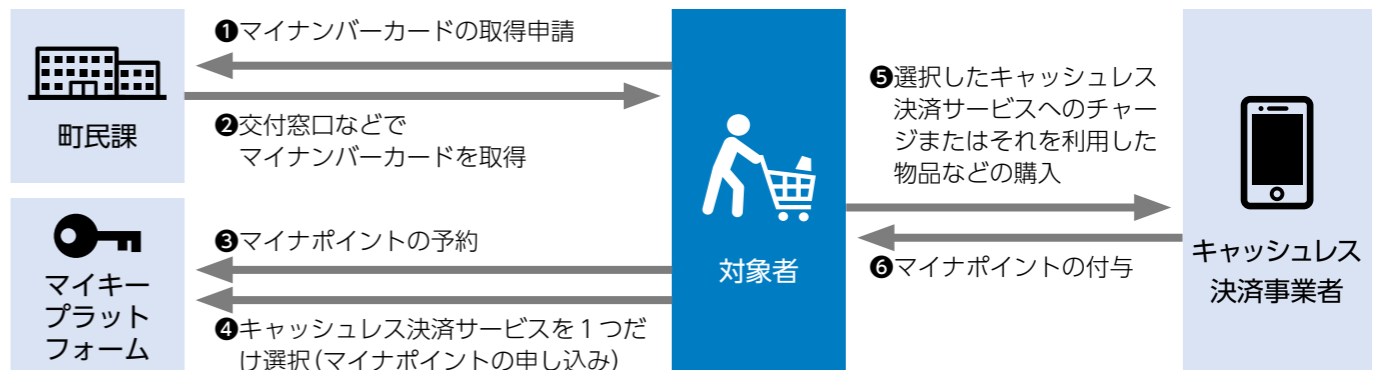 ❶マイナンバーカードの取得申請
町民課
❷交付窓口などで
マイナンバーカードを取得
❸マイナポイントの予約
マイキー
プラット
フォーム
❹キャッシュレス決済サービスを1つだ
け選択(マイナポイントの申し込み)
対象者
❺選択したキャッシュレス
決済サービスへのチャー
ジまたはそれを利用した
物品などの購入
❻マイナポイントの付与
キャッシュレス
決済事業者